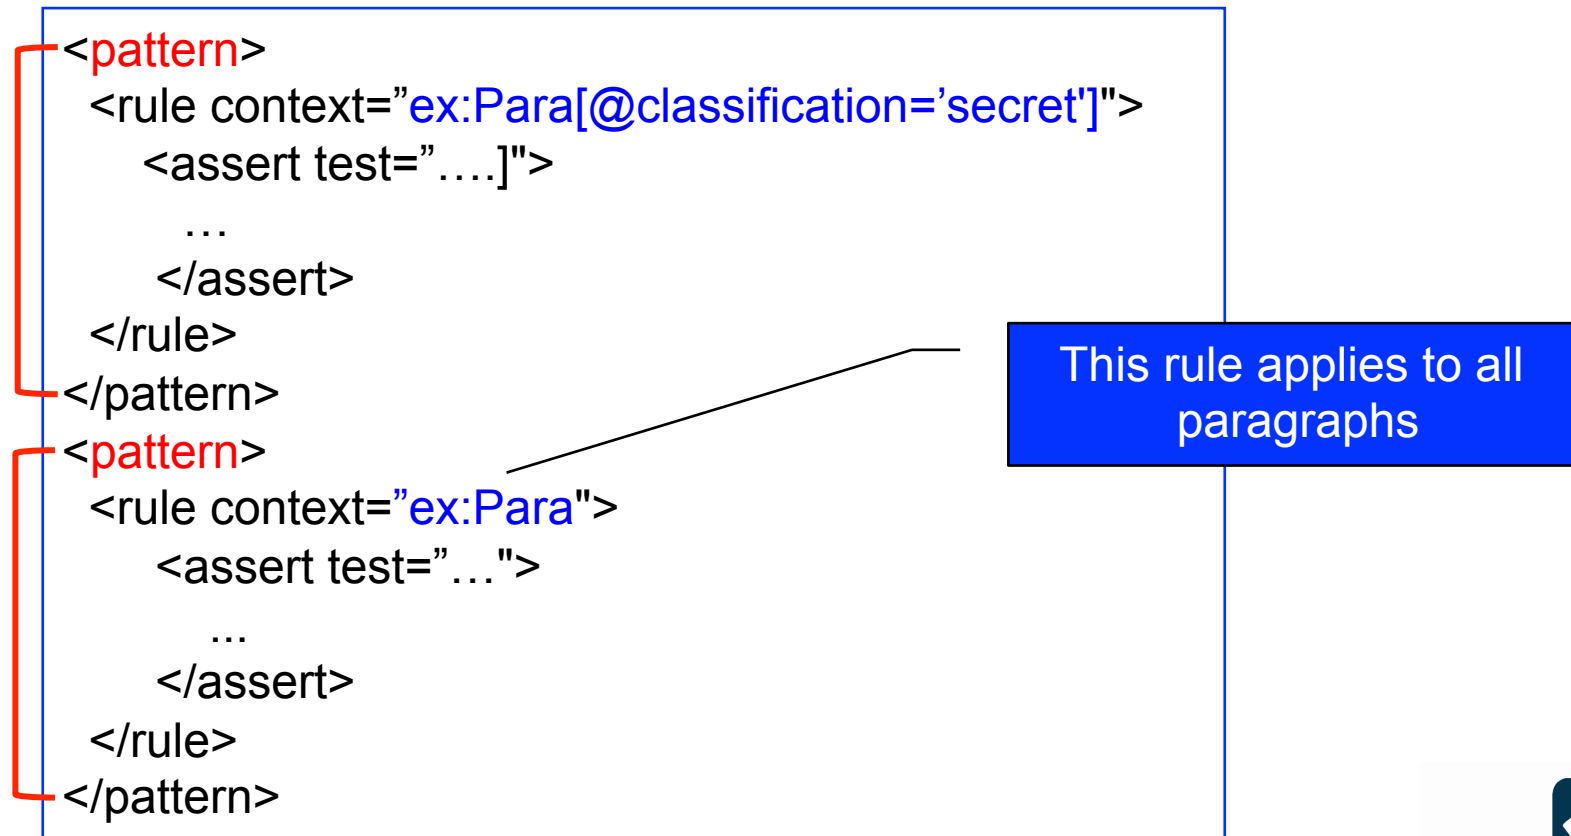 <pattern>
<rule context=”ex:Para[@classification=’secret']">
<assert test=”….]">
…
</assert>
</rule>
</pattern>
<pattern>
<rule context=”ex:Para">
<assert test=”…">
...
</assert>
</rule>
</pattern>
This rule applies to all
paragraphs